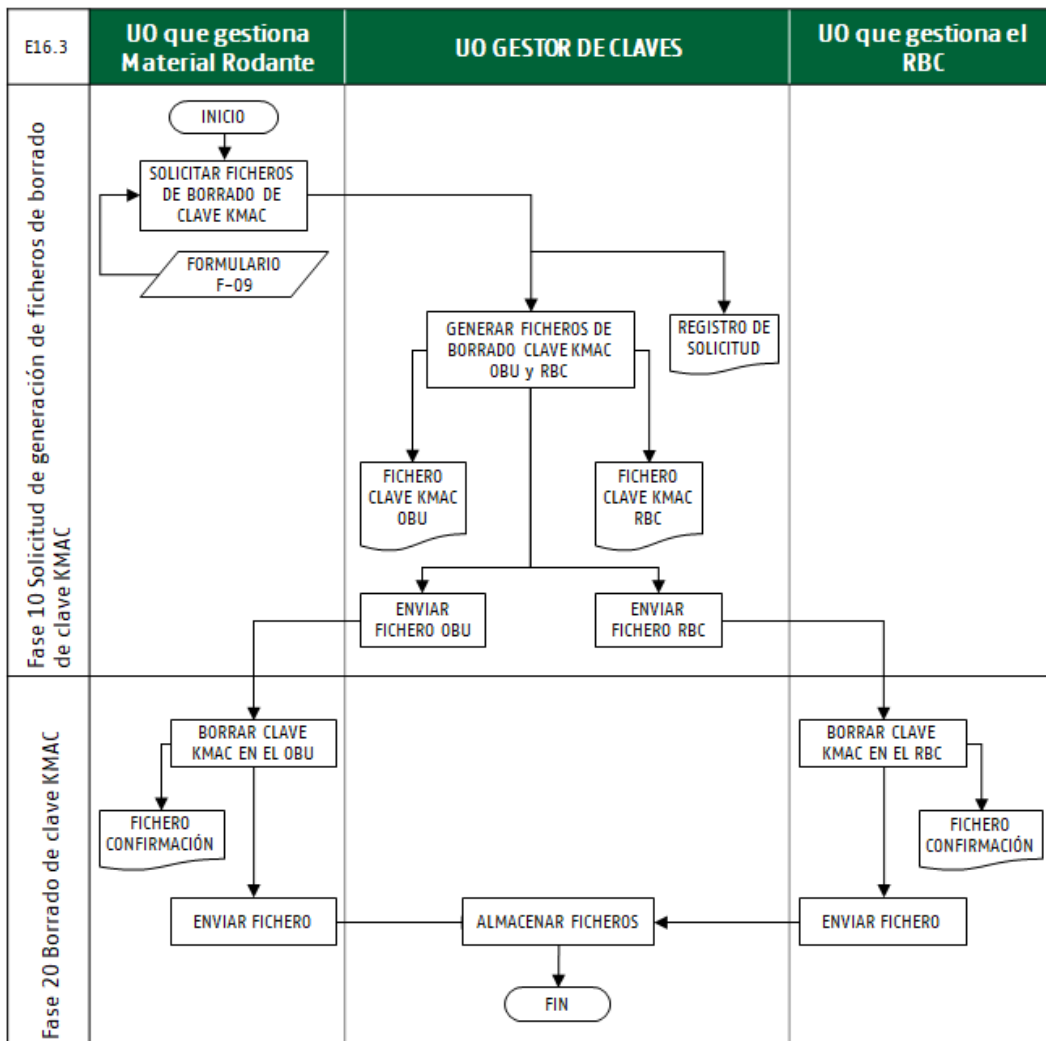 E16.3
UO que gestiona
Material Rodante
UO GESTOR DE CLAVES
UO que gestiona el
RBC
Fase 10 Solicitud de generación de ficheros de borrado
de clave KMAC
INICIO
SOLICITAR FICHEROS
DE BORRADO DE
CLAVE KMAC
FORMULARIO
F-09
GENERAR FICHEROS DE
BORRADO CLAVE KMAC
OBU y RBC
REGISTRO DE
SOLICITUD
FICHERO
CLAVE KMAC
OBU
FICHERO
CLAVE KMAC
RBC
ENVIAR
FICHERO OBU
ENVIAR
FICHERO RBC
Fase 20 Borrado de clave KMAC
BORRAR CLAVE
KMAC EN EL OBU
BORRAR CLAVE
KMAC EN EL RBC
FICHERO
CONFIRMACIÓN
FICHERO
CONFIRMACIÓN
ENVIAR FICHERO
ALMACENAR FICHEROS
ENVIAR FICHERO
FIN